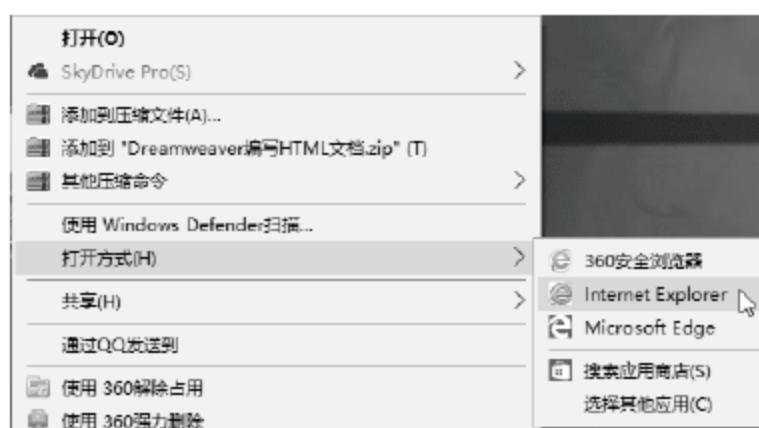 打开(O)
SkyDrive Pro(S)
添加到压缩文件(A)...
添加到 "Dreamweaver编写HTML文档.zip" (T)
其他压缩命令
使用 Windows Defender扫描...
打开方式(H)
共享(H)
通过QQ发送到
使用 360解除占用
使用 360强力删除
360安全浏览器
Internet Explorer
Microsoft Edge
搜索应用商店(S)
选择其他应用(C)